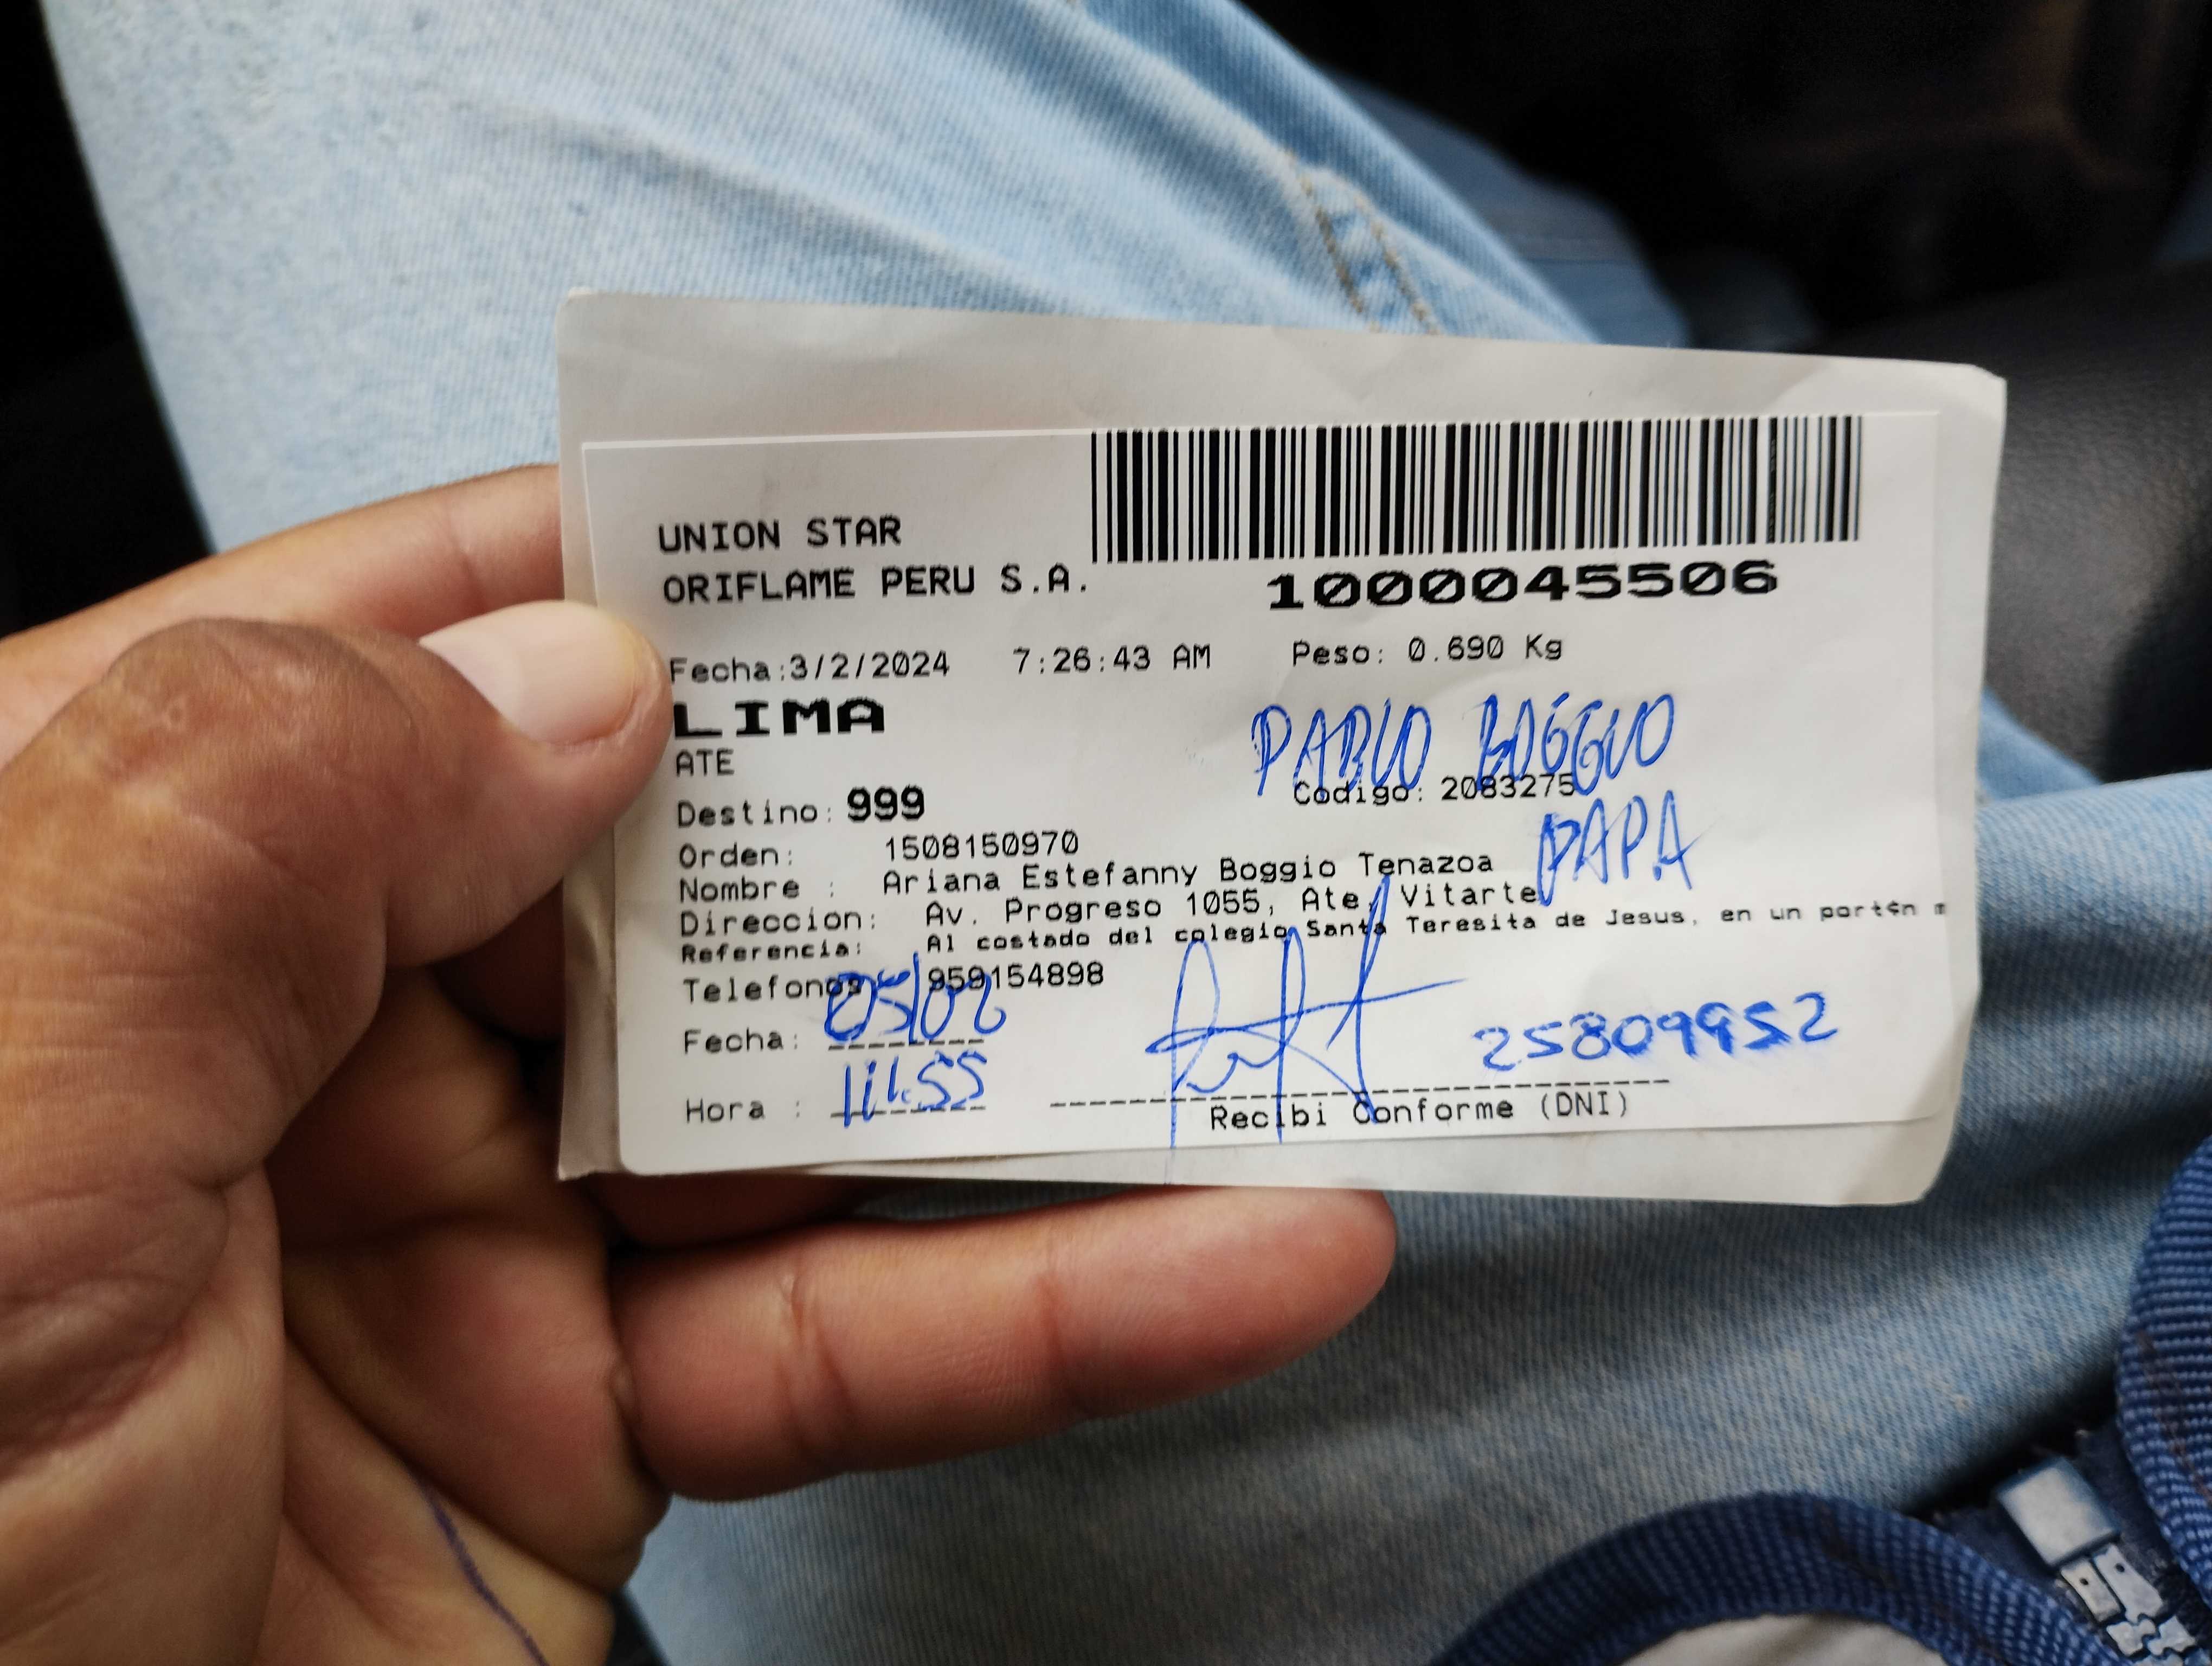 UNION STAR
ORIFLAME PERU S.A.
1000045506
Fecha:3/2/2024 7:26:43 AM Peso: 0.690 Kg
LIMA
PABLO BOGGIO
ATE
Destino: 999 Codigo: 2083275
PAPA
Orden: 1508150970
Nombre : Ariana Estefanny Boggio Tenazoa
Direccion: Av. Progreso 1055, Ate, Vitarte
Referencia: Al costado del colegio Santa Teresita de Jesus, en un port¢n m
Telefonos 959154898
Fecha: 05/02
25809952
Hora : 11:55
Recibi Conforme (DNI)